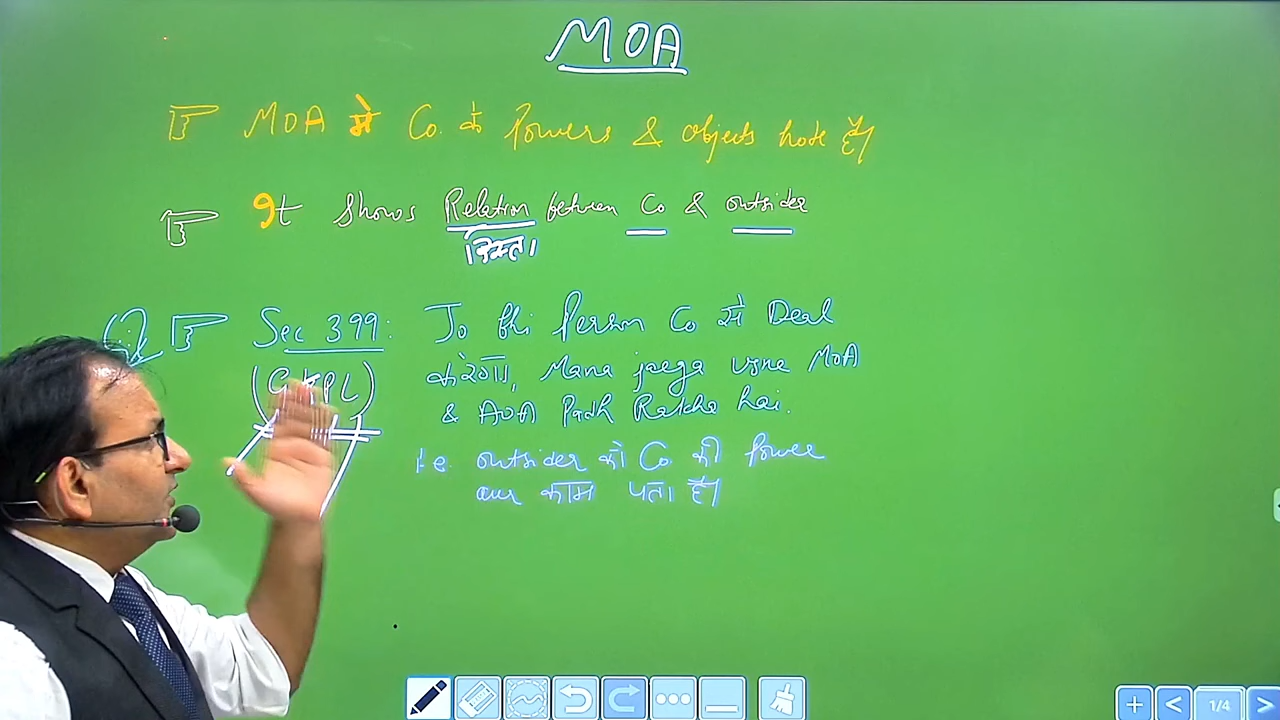 MOA
MOA में Co. के Powers & objects hote हैं।
It shows Relation between Co & outsider
Sec 399: Jo bhi Person Co से Deal
करेगा, Mana jaega usne MOA
& AOA Padh Rakha hai.
i.e. outsider को Co की Power
aur काम पता है।
1/4